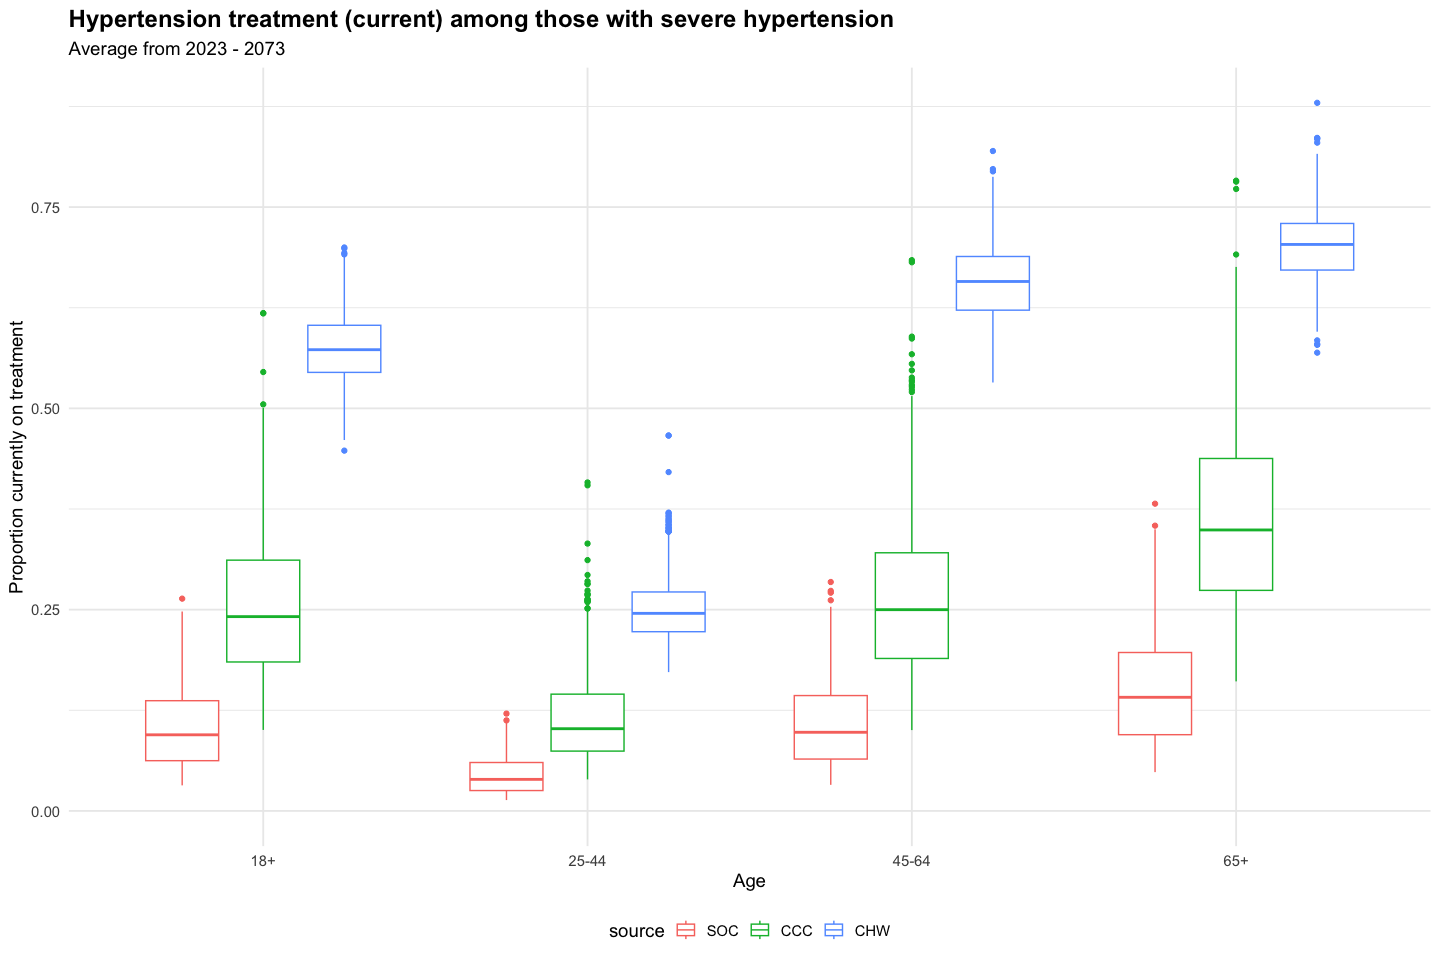 Hypertension treatment (current) among those with severe hypertension
Average from 2023 - 2073
Proportion currently on treatment
0.75
0.50
0.25
0.00
18+ 25-44 45-64 65+
Age
source SOC CCC CHW